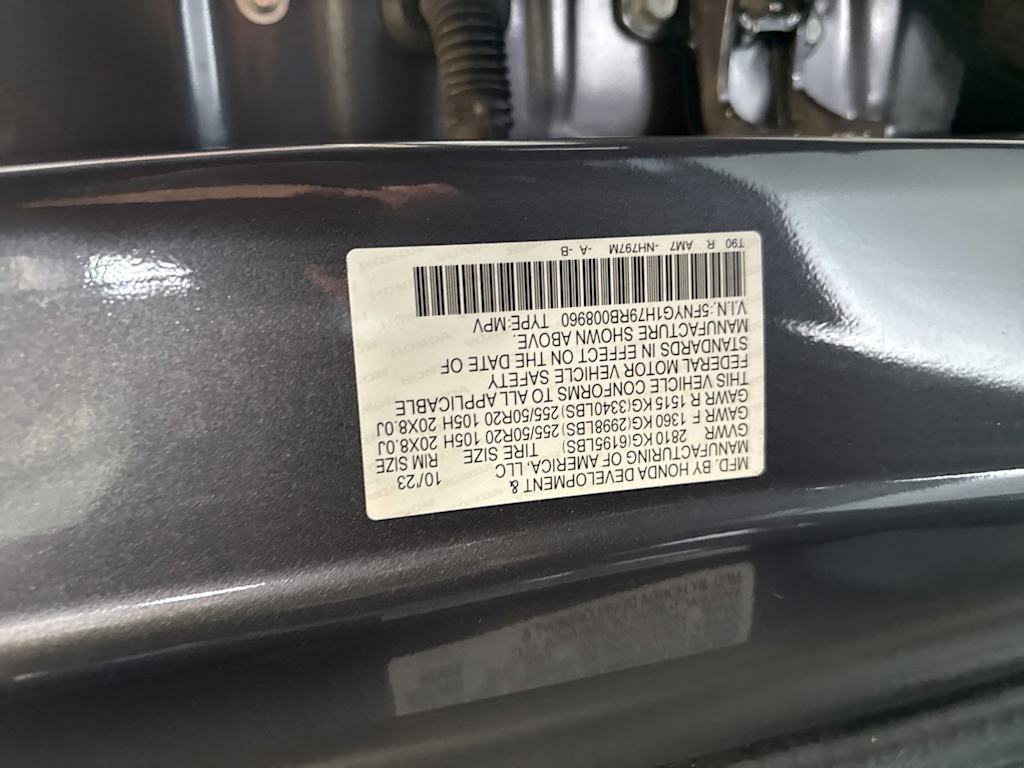 MFD. BY HONDA DEVELOPMENT &
MANUFACTURING OF AMERICA, LLC 10/'23
GVWR 2810 KG(6195LBS) TIRE SIZE RIM SIZE
GAWR F 1360 KG(2998LBS) 255/50R20 105H 20X8.0J
GAWR R 1516 KG(3340LBS) 255/50R20 105H 20X8.0J
THIS VEHICLE CONFORMS TO ALL APPLICABLE
FEDERAL MOTOR VEHICLE SAFETY
STANDARDS IN EFFECT ON THE DATE OF
MANUFACTURE SHOWN ABOVE.
V.I.N.:5FNYG1H79RB008960 TYPE:MPV
T90 R AM7 -NH797M -A -B